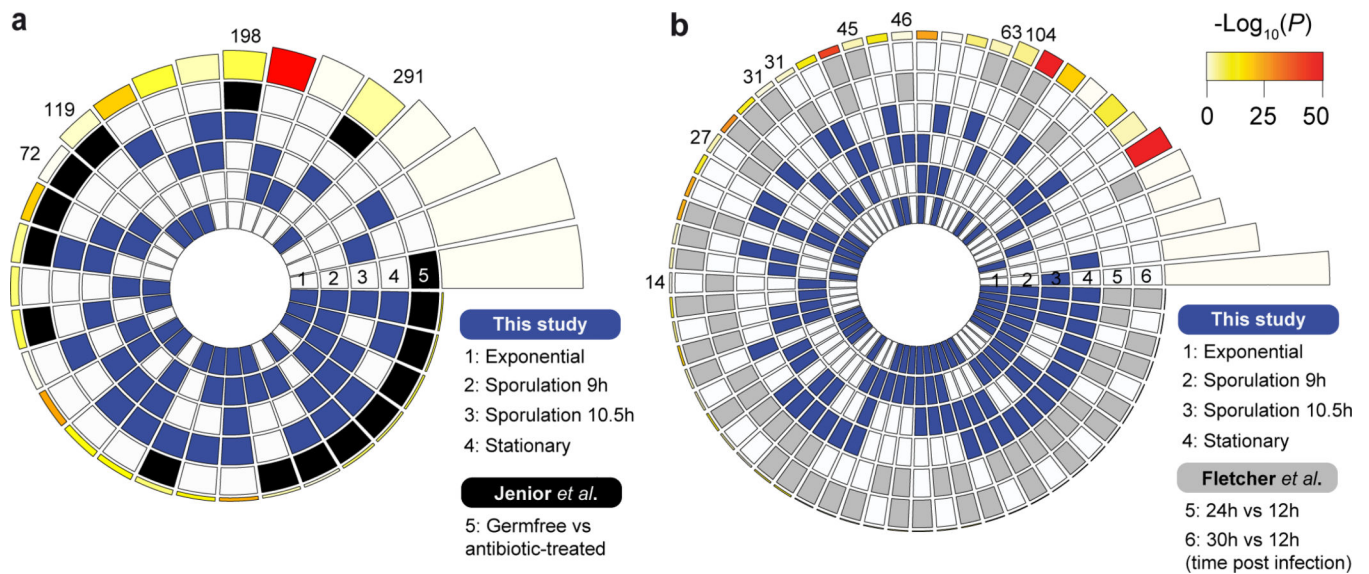 a
198
291
119
72
1 2 3 4 5
This study
1: Exponential
2: Sporulation 9h
3: Sporulation 10.5h
4: Stationary
Jenior et al.
5: Germfree vs
antibiotic-treated
b
45
46
63
104
31
31
27
14
1 2 3 4 5 6
-Log10(P)
0 25 50
This study
1: Exponential
2: Sporulation 9h
3: Sporulation 10.5h
4: Stationary
Fletcher et al.
5: 24h vs 12h
6: 30h vs 12h
(time post infection)